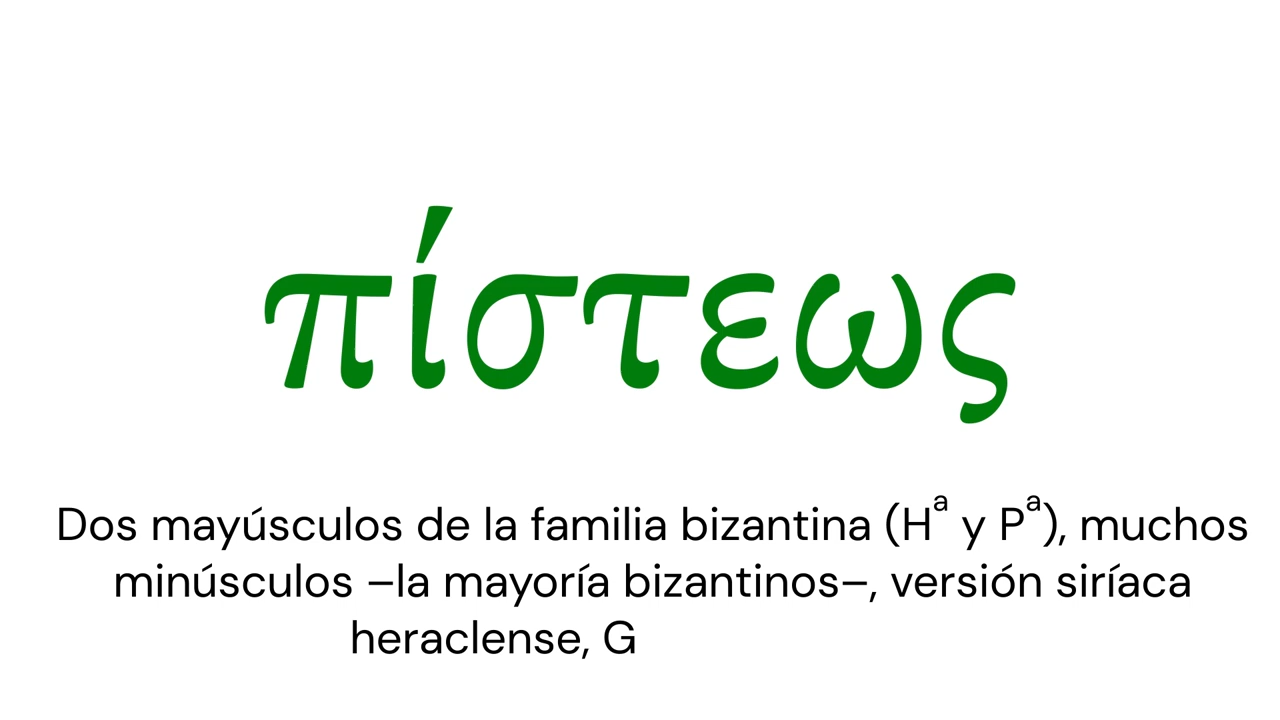 πίστεως
Dos mayúsculos de la familia bizantina (Hª y Pª), muchos
minúsculos –la mayoría bizantinos–, versión siríaca
heraclense, G